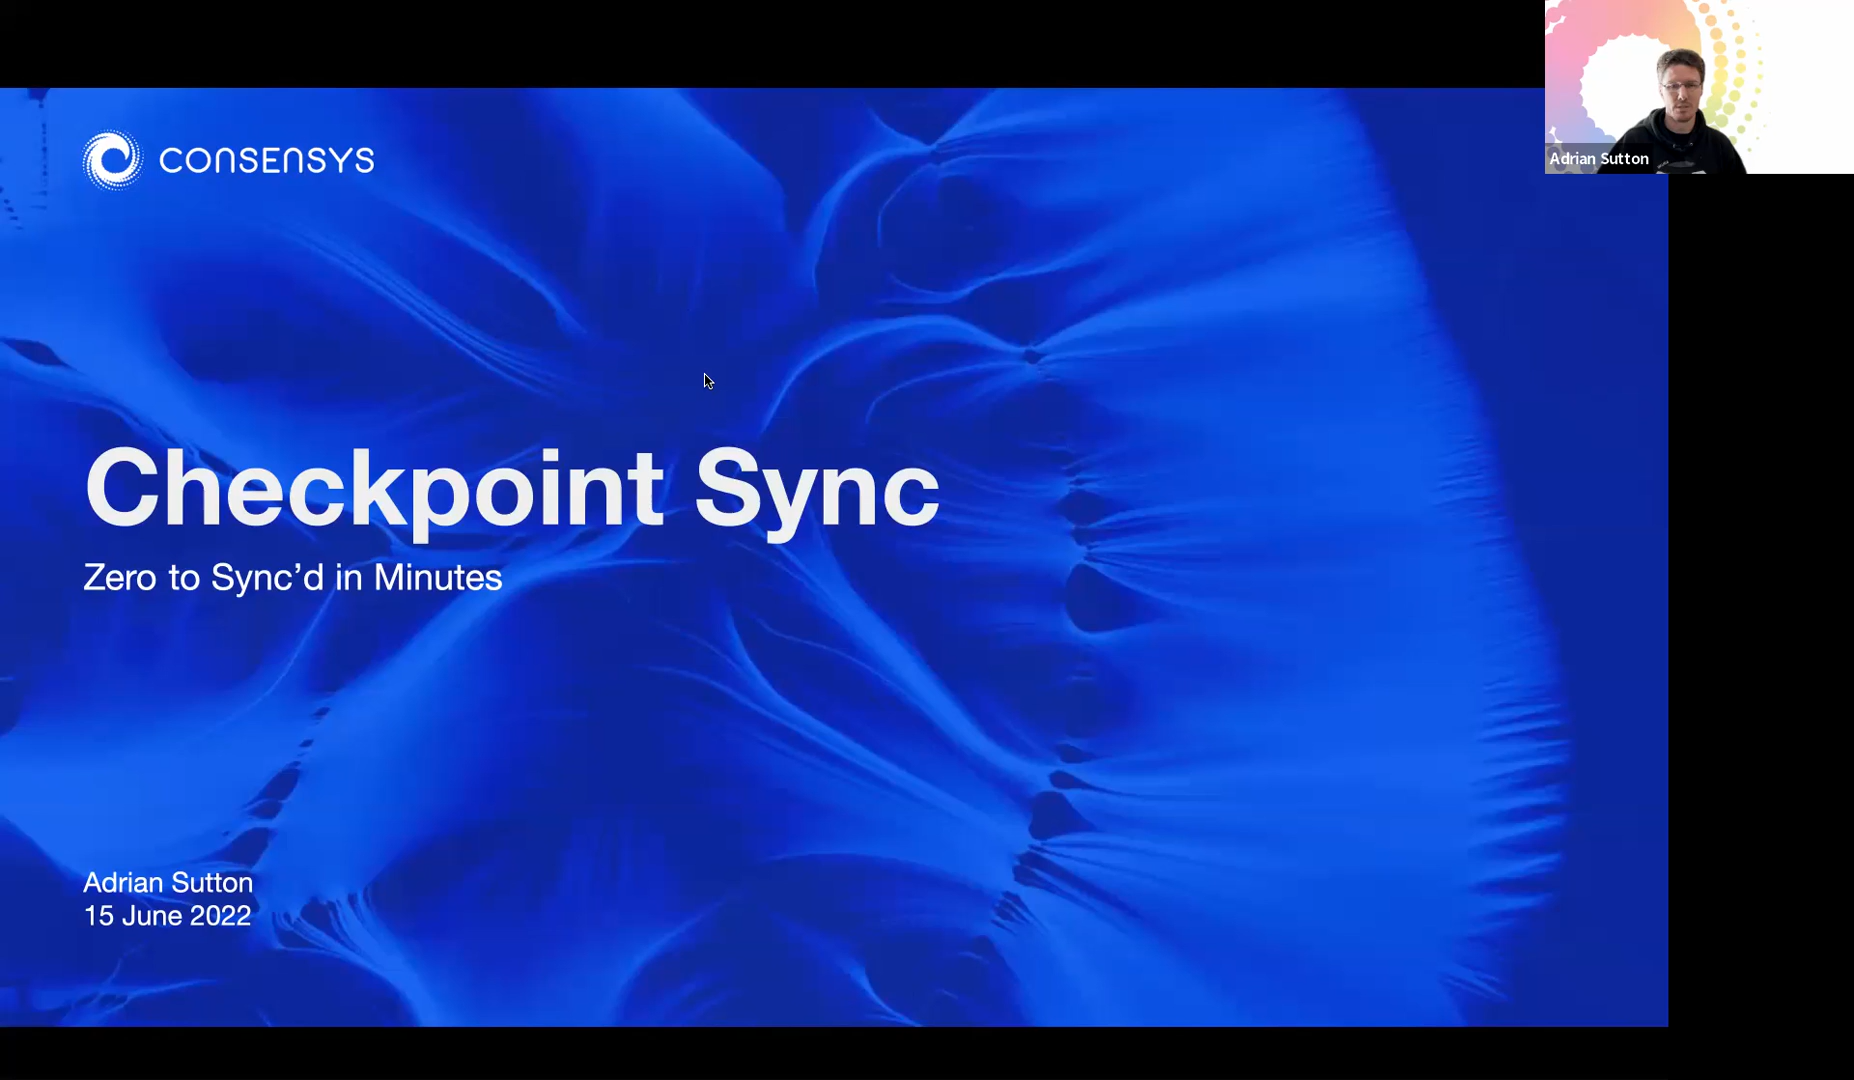 CONSENSYS
Adrian Sutton
Checkpoint Sync
Zero to Sync’d in Minutes
Adrian Sutton
15 June 2022